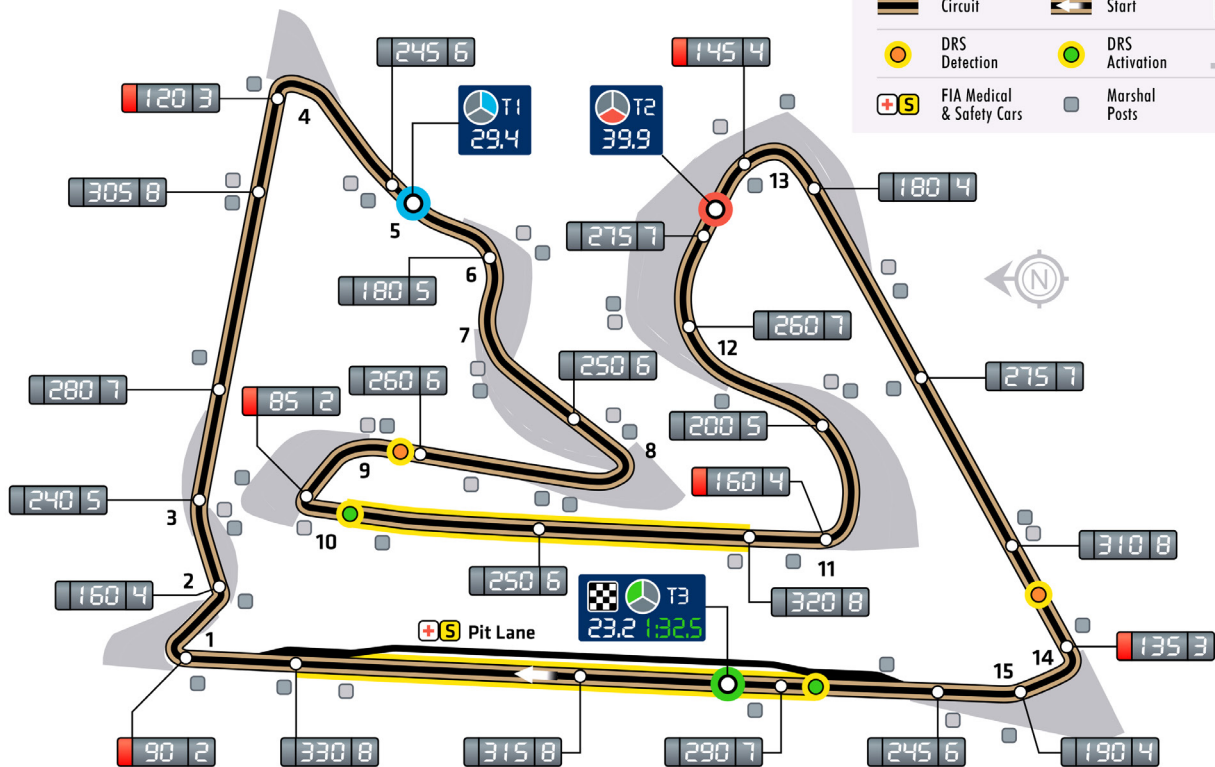 Circuit
Start
DRS
Detection
DRS
Activation
S
FIA Medical
& Safety Cars
Marshal
Posts
245 6
145 4
120 3
T1
29.4
T2
39.9
4
13
305 8
180 4
5
275 7
6
180 5
N
7
260 7
12
250 6
260 6
275 7
280 7
85 2
200 5
8
9
160 4
240 5
3
10
310 8
11
2
250 6
160 4
320 8
T3
23.2 1:32.5
S Pit Lane
1
14
135 3
15
90 2
330 8
315 8
290 7
245 6
190 4